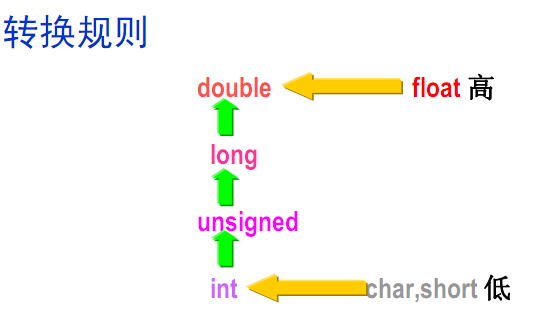 转换规则
double float 高
long
unsigned
int char,short 低